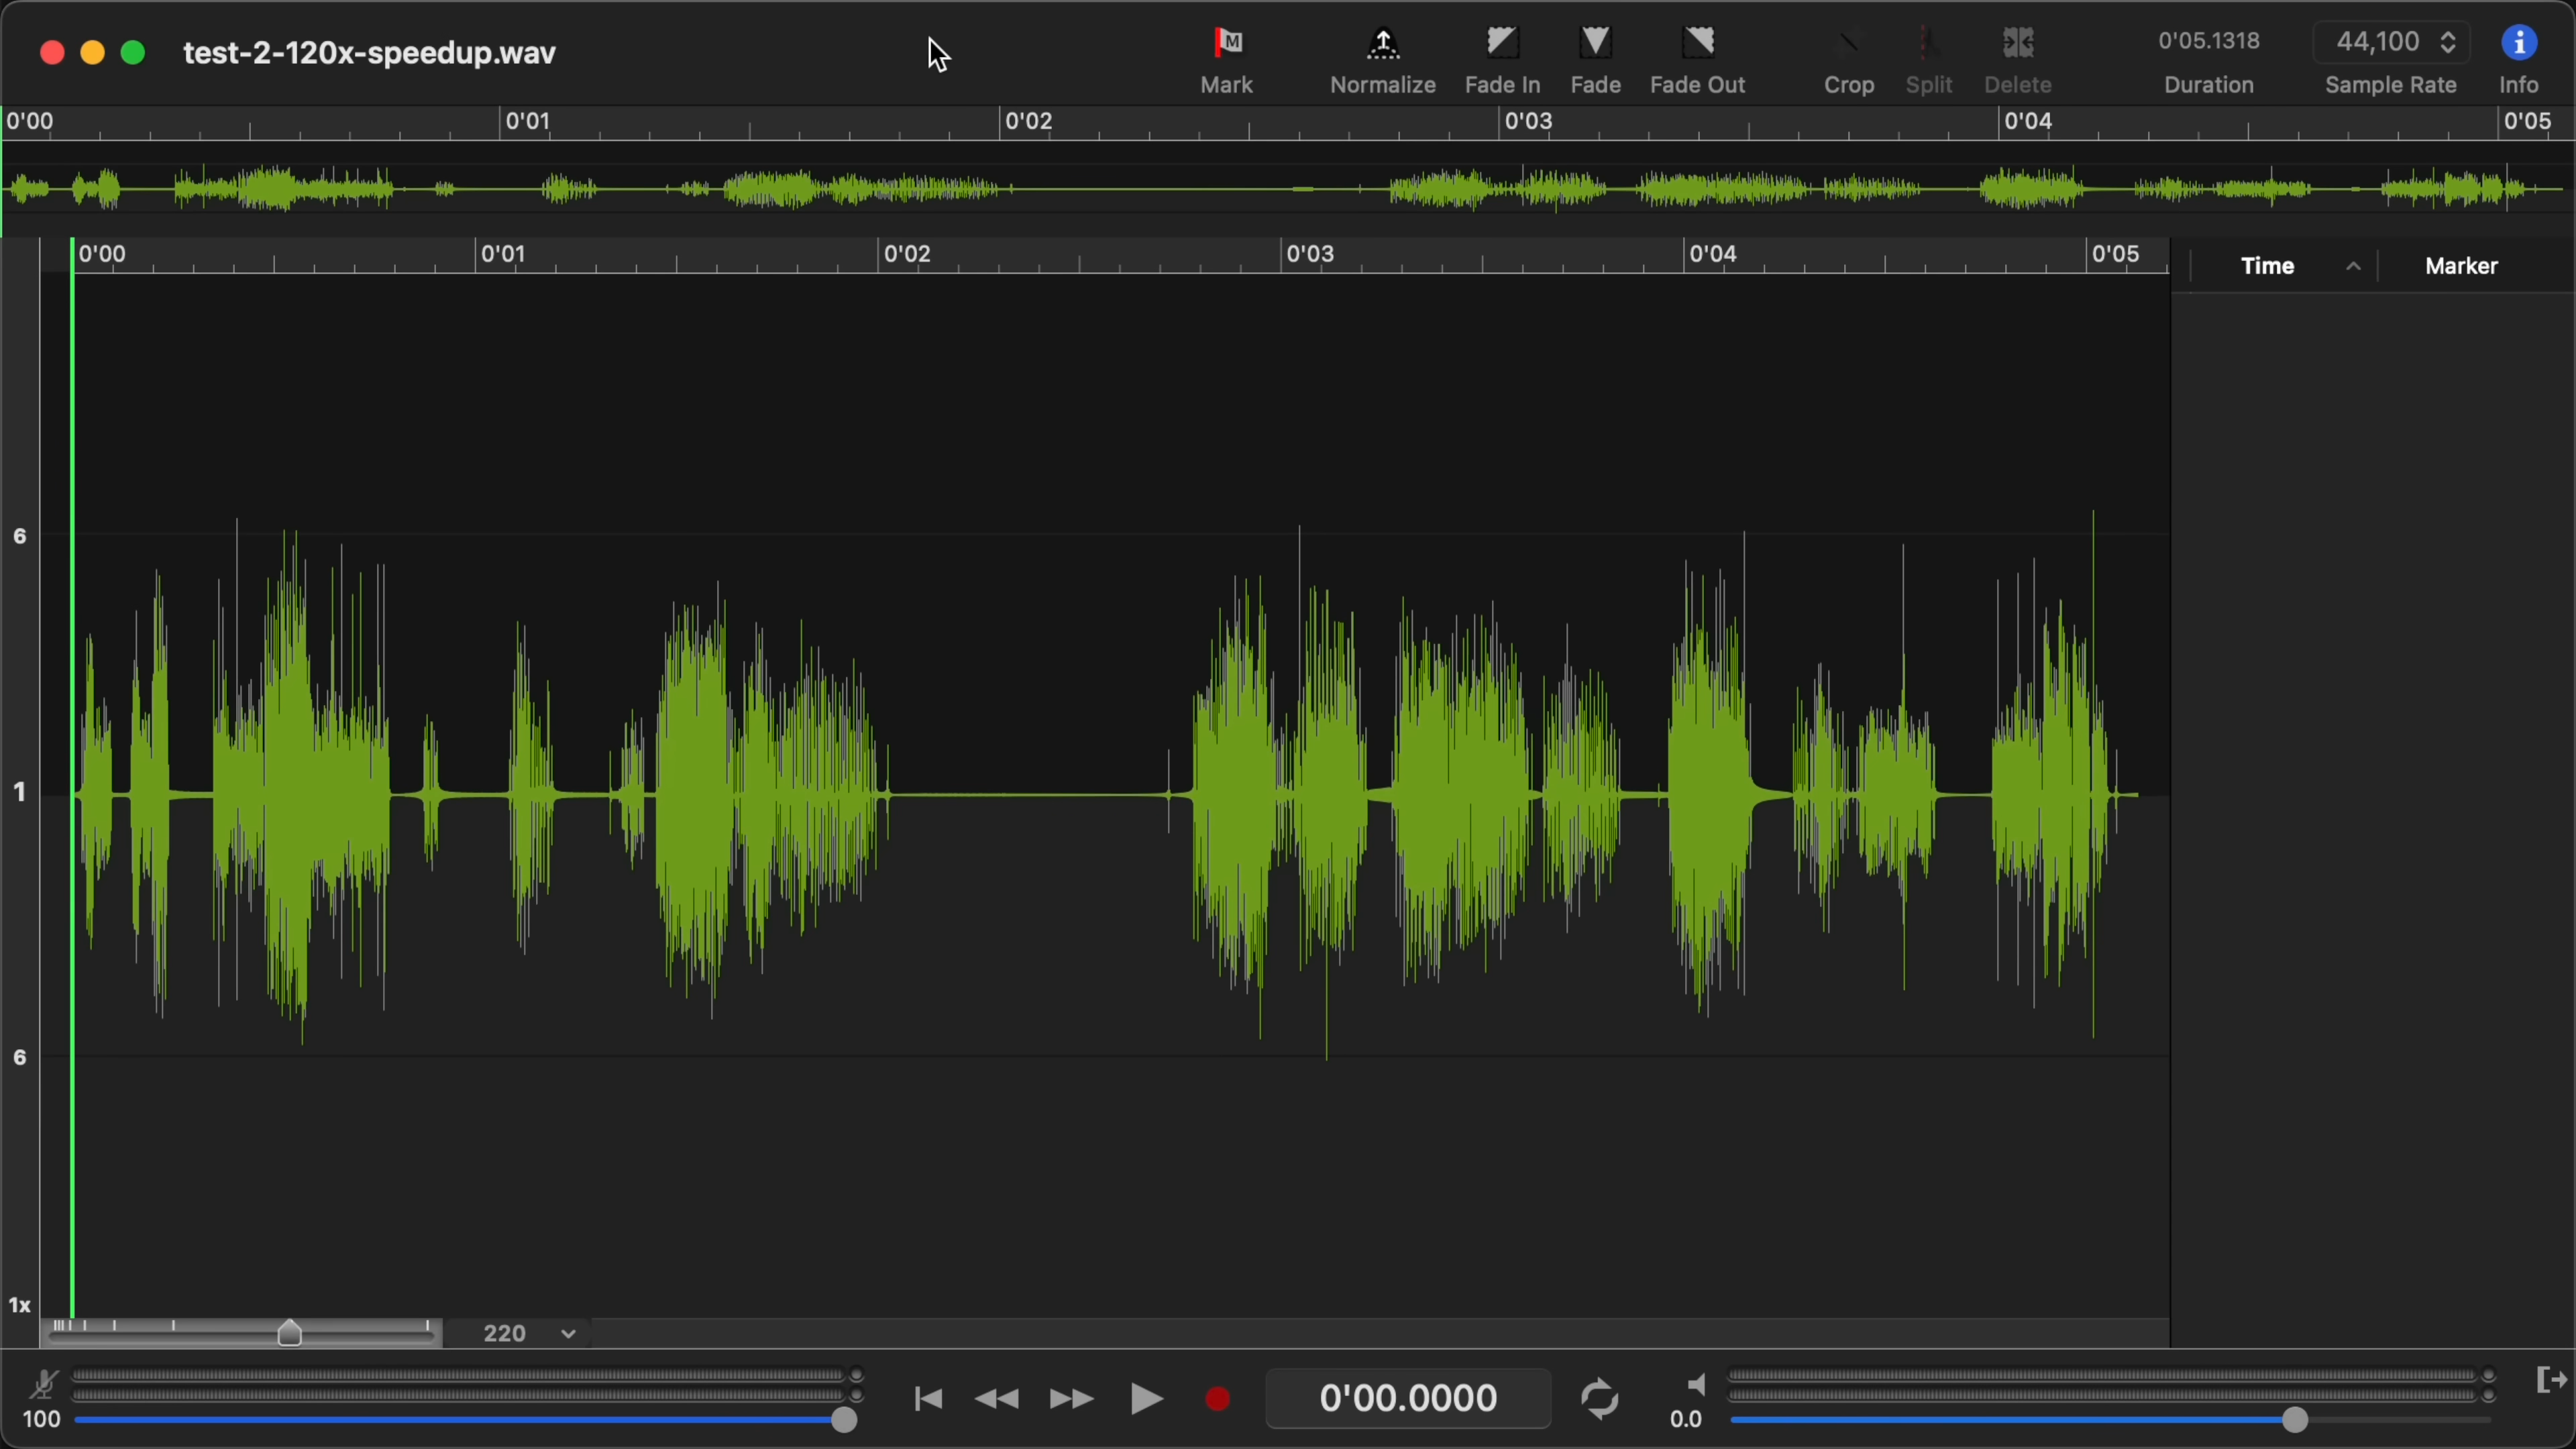 test-2-120x-speedup.wav
M
Mark
Normalize
Fade In
Fade
Fade Out
Crop
Split
Delete
0'05.1318
Duration
44,100
Sample Rate
i
Info
0'00 0'01 0'02 0'03 0'04 0'05
0'00 0'01 0'02 0'03 0'04 0'05
Time
Marker
6
1
6
1x
220
100
0'00.0000
0.0